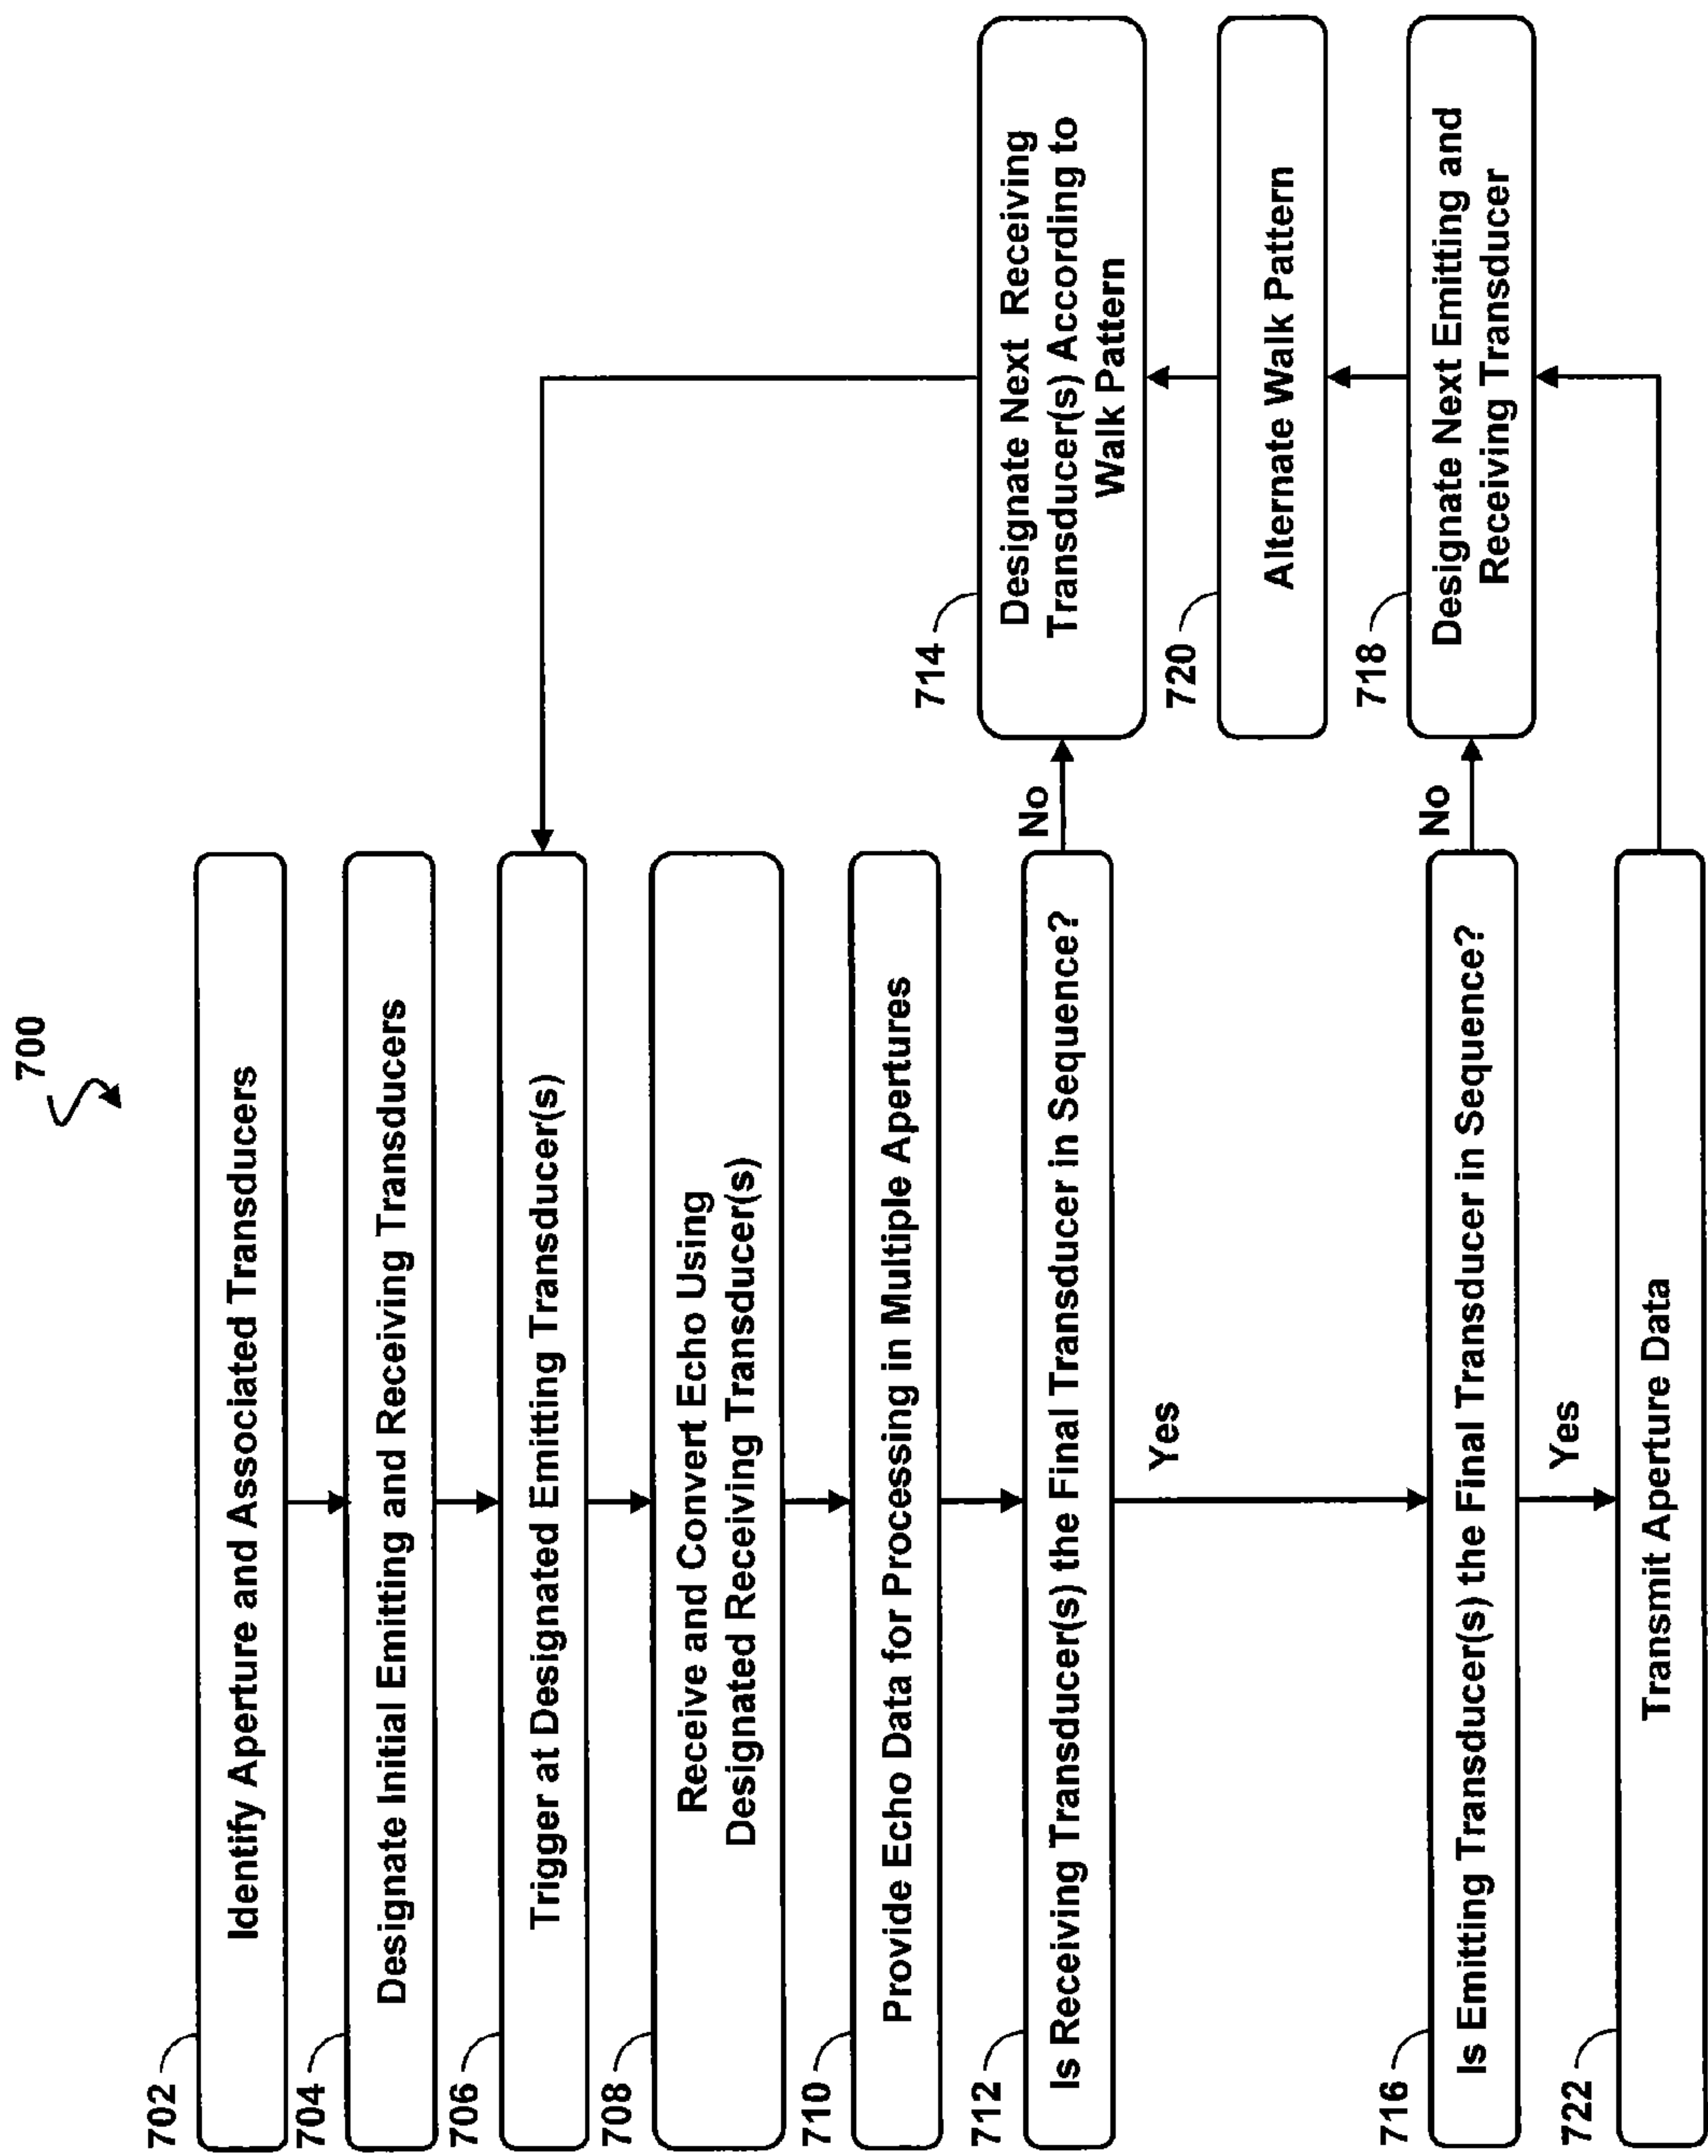 700
702
Identify Aperture and Associated Transducers
704
Designate Initial Emitting and Receiving Transducers
706
Trigger at Designated Emitting Transducer(s)
708
Receive and Convert Echo Using
Designated Receiving Transducer(s)
710
Provide Echo Data for Processing in Multiple Apertures
712
Is Receiving Transducer(s) the Final Transducer in Sequence?
No
714
Designate Next Receiving
Transducer(s) According to
Walk Pattern
Yes
720
Alternate Walk Pattern
716
Is Emitting Transducer(s) the Final Transducer in Sequence?
No
718
Designate Next Emitting and
Receiving Transducer
Yes
722
Transmit Aperture Data